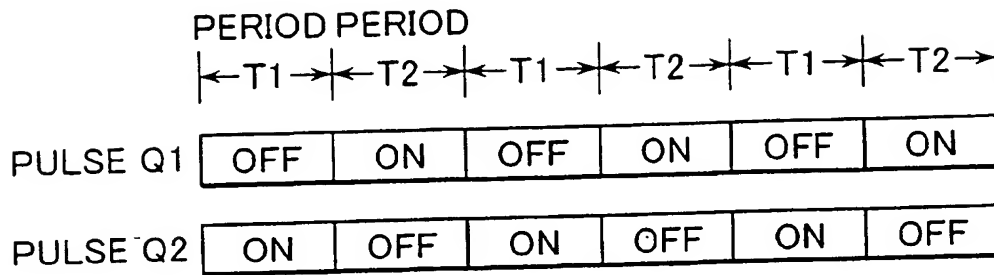 PERIOD PERIOD
T1 T2 T1 T2 T1 T2
PULSE Q1 OFF ON OFF ON OFF ON
PULSE Q2 ON OFF ON OFF ON OFF